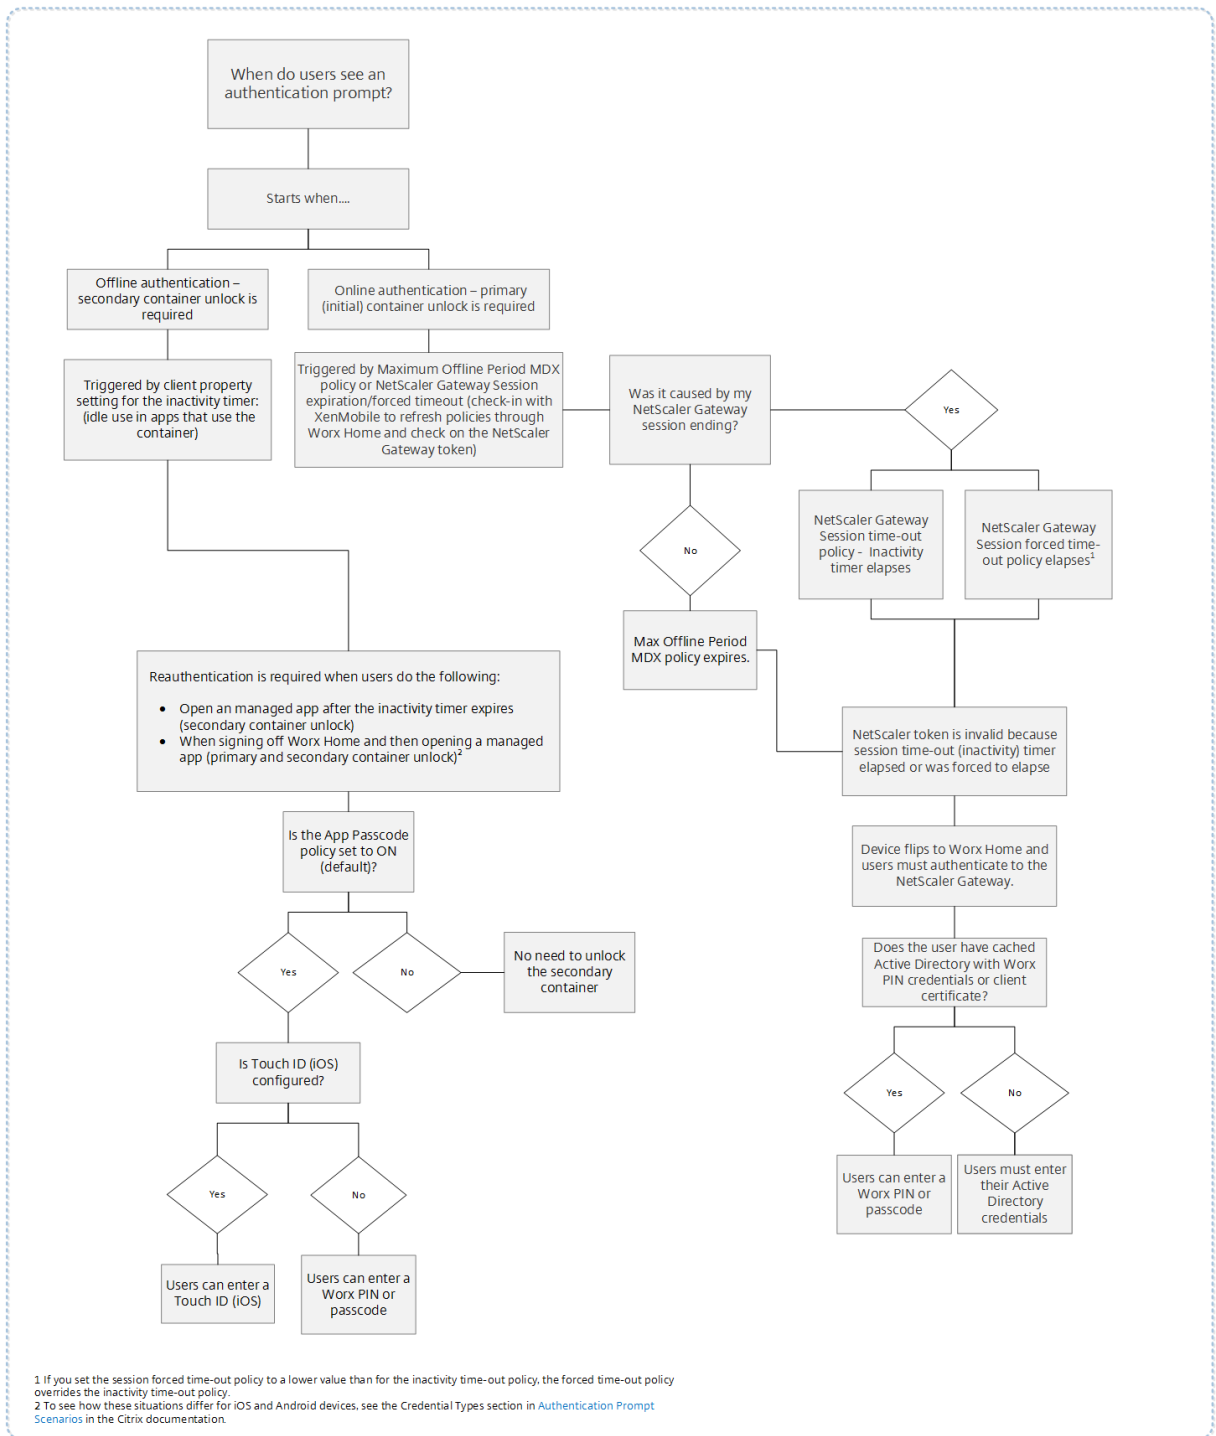 When do users see an
authentication prompt?
Starts when....
Offline authentication –
secondary container unlock is
required
Online authentication – primary
(initial) container unlock is required
Triggered by client property
setting for the inactivity timer:
(idle use in apps that use the
container)
Triggered by Maximum Offline Period MDX
policy or NetScaler Gateway Session
expiration/forced timeout (check-in with
XenMobile to refresh policies through
Worx Home and check on the NetScaler
Gateway token)
Was it caused by my
NetScaler Gateway
session ending?
Yes
No
NetScaler Gateway
Session time-out
policy - Inactivity
timer elapses
NetScaler Gateway
Session forced time-
out policy elapses1
Max Offline Period
MDX policy expires.
Reauthentication is required when users do the following:
• Open an managed app after the inactivity timer expires
(secondary container unlock)
• When signing off Worx Home and then opening a managed
app (primary and secondary container unlock)2
NetScaler token is invalid because
session time-out (inactivity) timer
elapsed or was forced to elapse
Is the App Passcode
policy set to ON
(default)?
Device flips to Worx Home and
users must authenticate to the
NetScaler Gateway.
Yes
No
No need to unlock
the secondary
container
Does the user have cached
Active Directory with Worx
PIN credentials or client
certificate?
Is Touch ID (iOS)
configured?
Yes
No
Yes
No
Users can enter a
Worx PIN or
passcode
Users must enter
their Active
Directory
credentials
Users can enter a
Touch ID (iOS)
Users can enter a
Worx PIN or
passcode
1 If you set the session forced time-out policy to a lower value than for the inactivity time-out policy, the forced time-out policy
overrides the inactivity time-out policy.
2 To see how these situations differ for iOS and Android devices, see the Credential Types section in Authentication Prompt
Scenarios in the Citrix documentation.